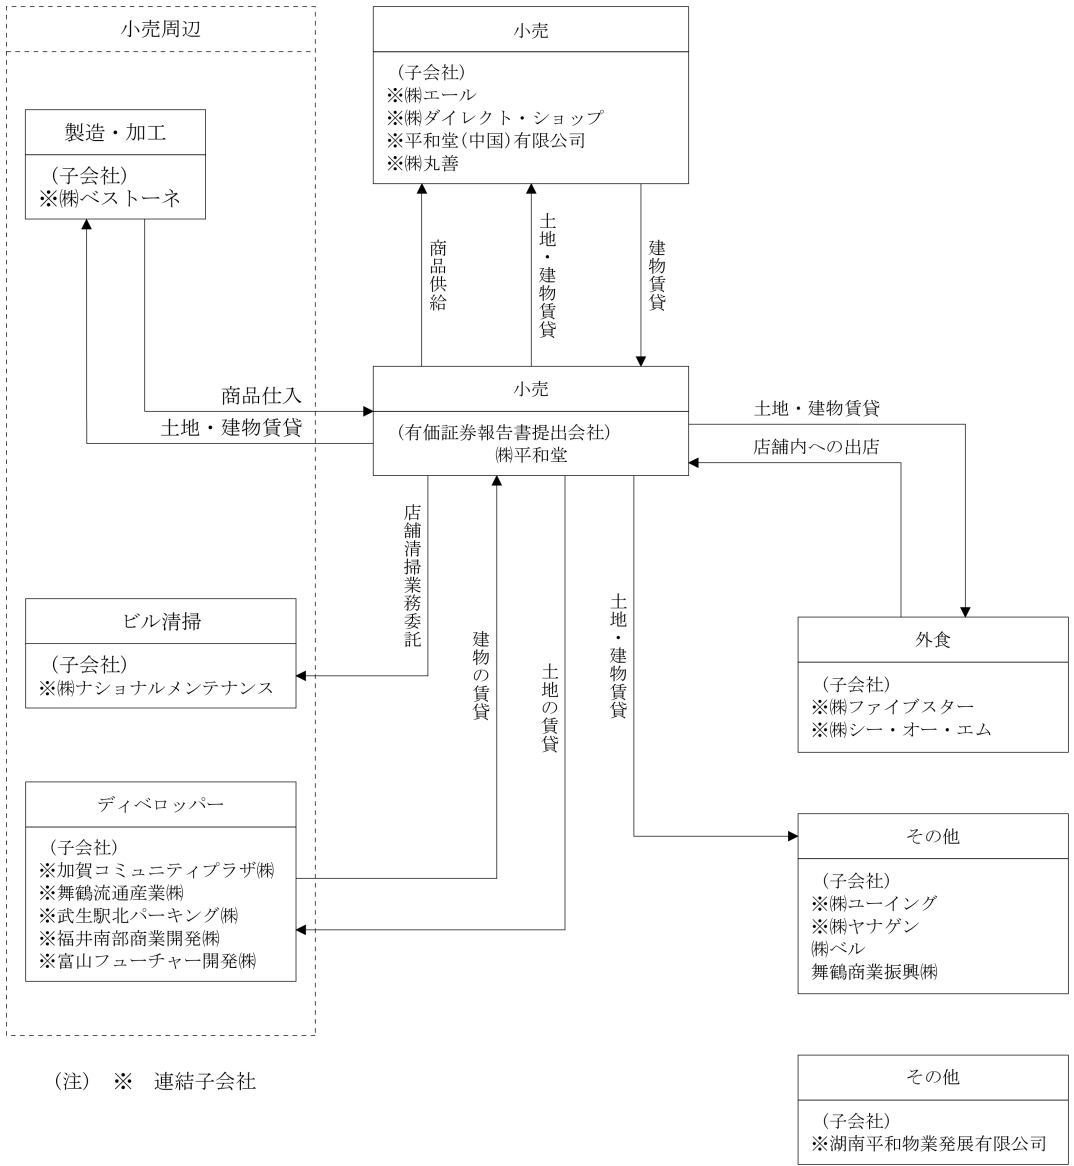 小売周辺
製造・加工
(子会社)
※㈱ベストーネ
小売
(子会社)
※㈱エール
※㈱ダイレクト・ショップ
※平和堂(中国)有限公司
※㈱丸善
商品供給
土地・建物賃貸
建物賃貸
商品仕入
土地・建物賃貸
小売
(有価証券報告書提出会社)
㈱平和堂
土地・建物賃貸
店舗内への出店
店舗清掃業務委託
建物の賃貸
土地の賃貸
土地・建物賃貸
ビル清掃
(子会社)
※㈱ナショナルメンテナンス
外食
(子会社)
※㈱ファイブスター
※㈱シー・オー・エム
ディベロッパー
(子会社)
※加賀コミュニティプラザ㈱
※舞鶴流通産業㈱
※武生駅北パーキング㈱
※福井南部商業開発㈱
※富山フューチャー開発㈱
その他
(子会社)
※㈱ユーイング
※㈱ヤナゲン
㈱ベル
舞鶴商業振興㈱
その他
(子会社)
※湖南平和物業発展有限公司
(注) ※ 連結子会社